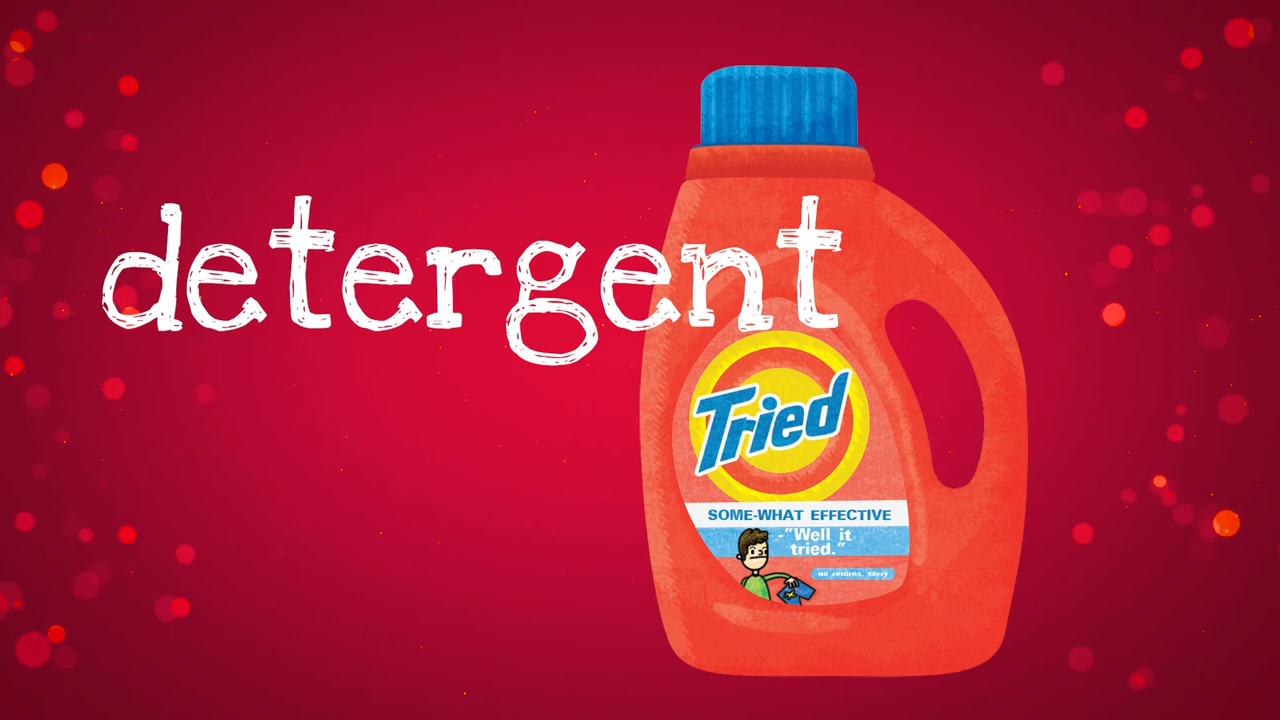 detergent
Tried
SOME-WHAT EFFECTIVE
-"Well it
tried."
no returns, sorry